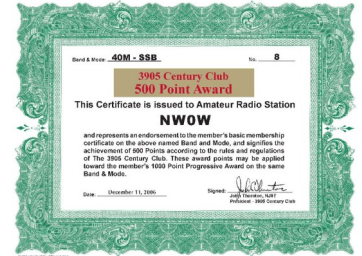 Band & Mode: 40M - SSB No. 8
3905 Century Club
500 Point Award
This Certificate is issued to Amateur Radio Station
NW0W
and represents an endorsement to the member's basic membership
certificate on the above named Band and Mode, and signifies the
achievement of 500 Points according to the rules and regulations
of The 3905 Century Club. These award points may be applied
toward the member's 1000 Point Progressive Award on the same
Band & Mode.
Date: December 11, 2006 Signed:
President - 3905 Century Club